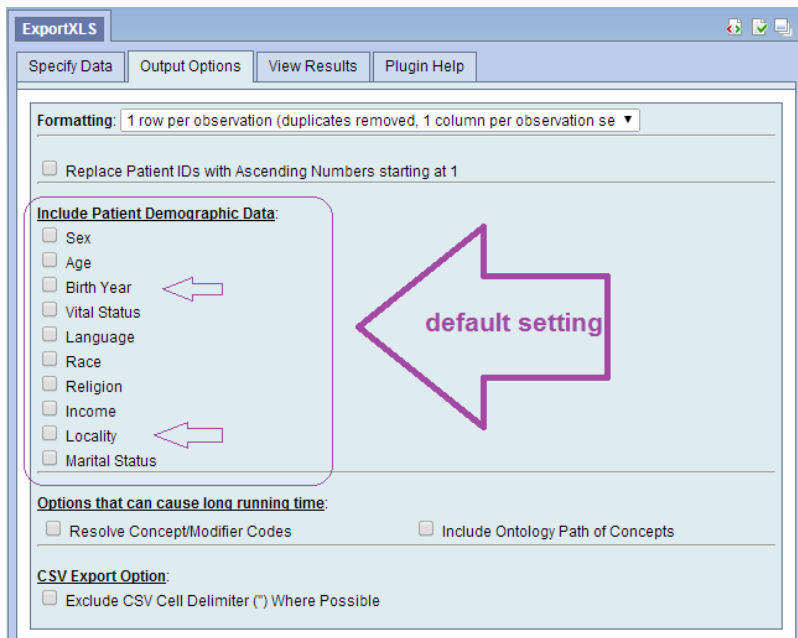 ExportXLS
Specify Data Output Options View Results Plugin Help
Formatting: 1 row per observation (duplicates removed, 1 column per observation se
Replace Patient IDs with Ascending Numbers starting at 1
Include Patient Demographic Data:
Sex
Age
Birth Year
Vital Status
Language
Race
Religion
Income
Locality
Marital Status
default setting
Options that can cause long running time:
Resolve Concept/Modifier Codes Include Ontology Path of Concepts
CSV Export Option:
Exclude CSV Cell Delimiter (") Where Possible